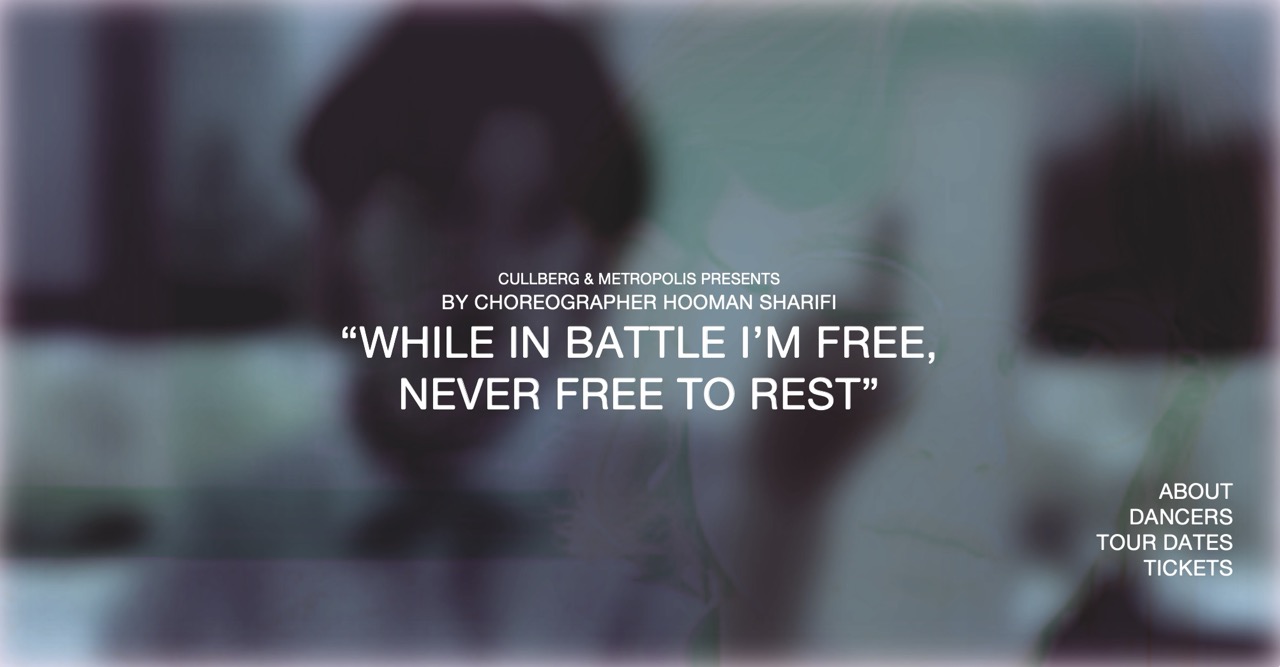 CULLBERG & METROPOLIS PRESENTS
BY CHOREOGRAPHER HOOMAN SHARIFI
“WHILE IN BATTLE I’M FREE,
NEVER FREE TO REST”
ABOUT
DANCERS
TOUR DATES
TICKETS